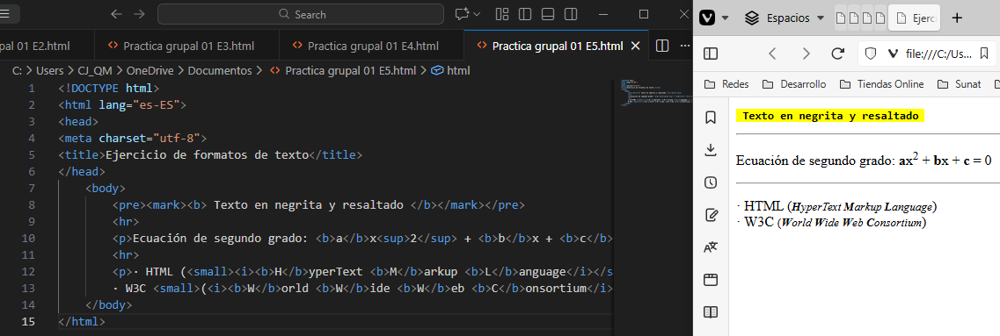 Search
pal 01 E2.html
Practica grupal 01 E3.html
Practica grupal 01 E4.html
Practica grupal 01 E5.html
C: > Users > CJ_QM > OneDrive > Documentos > Practica grupal 01 E5.html > html
1 <!DOCTYPE html>
2 <html lang="es-ES">
3 <head>
4 <meta charset="utf-8">
5 <title>Ejercicio de formatos de texto</title>
6 </head>
7 <body>
8 <pre><mark><b> Texto en negrita y resaltado </b></mark></pre>
9 <hr>
10 <p>Ecuación de segundo grado: <b>a</b>x<sup>2</sup> + <b>b</b>x + <b>c</b>
11 <hr>
12 <p>· HTML (<small><i><b>H</b>yperText <b>M</b>arkup <b>L</b>anguage</i></s
13 · W3C <small>(<i><b>W</b>orld <b>W</b>ide <b>W</b>eb <b>C</b>onsortium</i>
14 </body>
15 </html>
Espacios
Ejerc
file:///C:/Us...
Redes
Desarrollo
Tiendas Online
Sunat
Texto en negrita y resaltado
Ecuación de segundo grado: ax² + bx + c = 0
· HTML (HyperText Markup Language)
· W3C (World Wide Web Consortium)